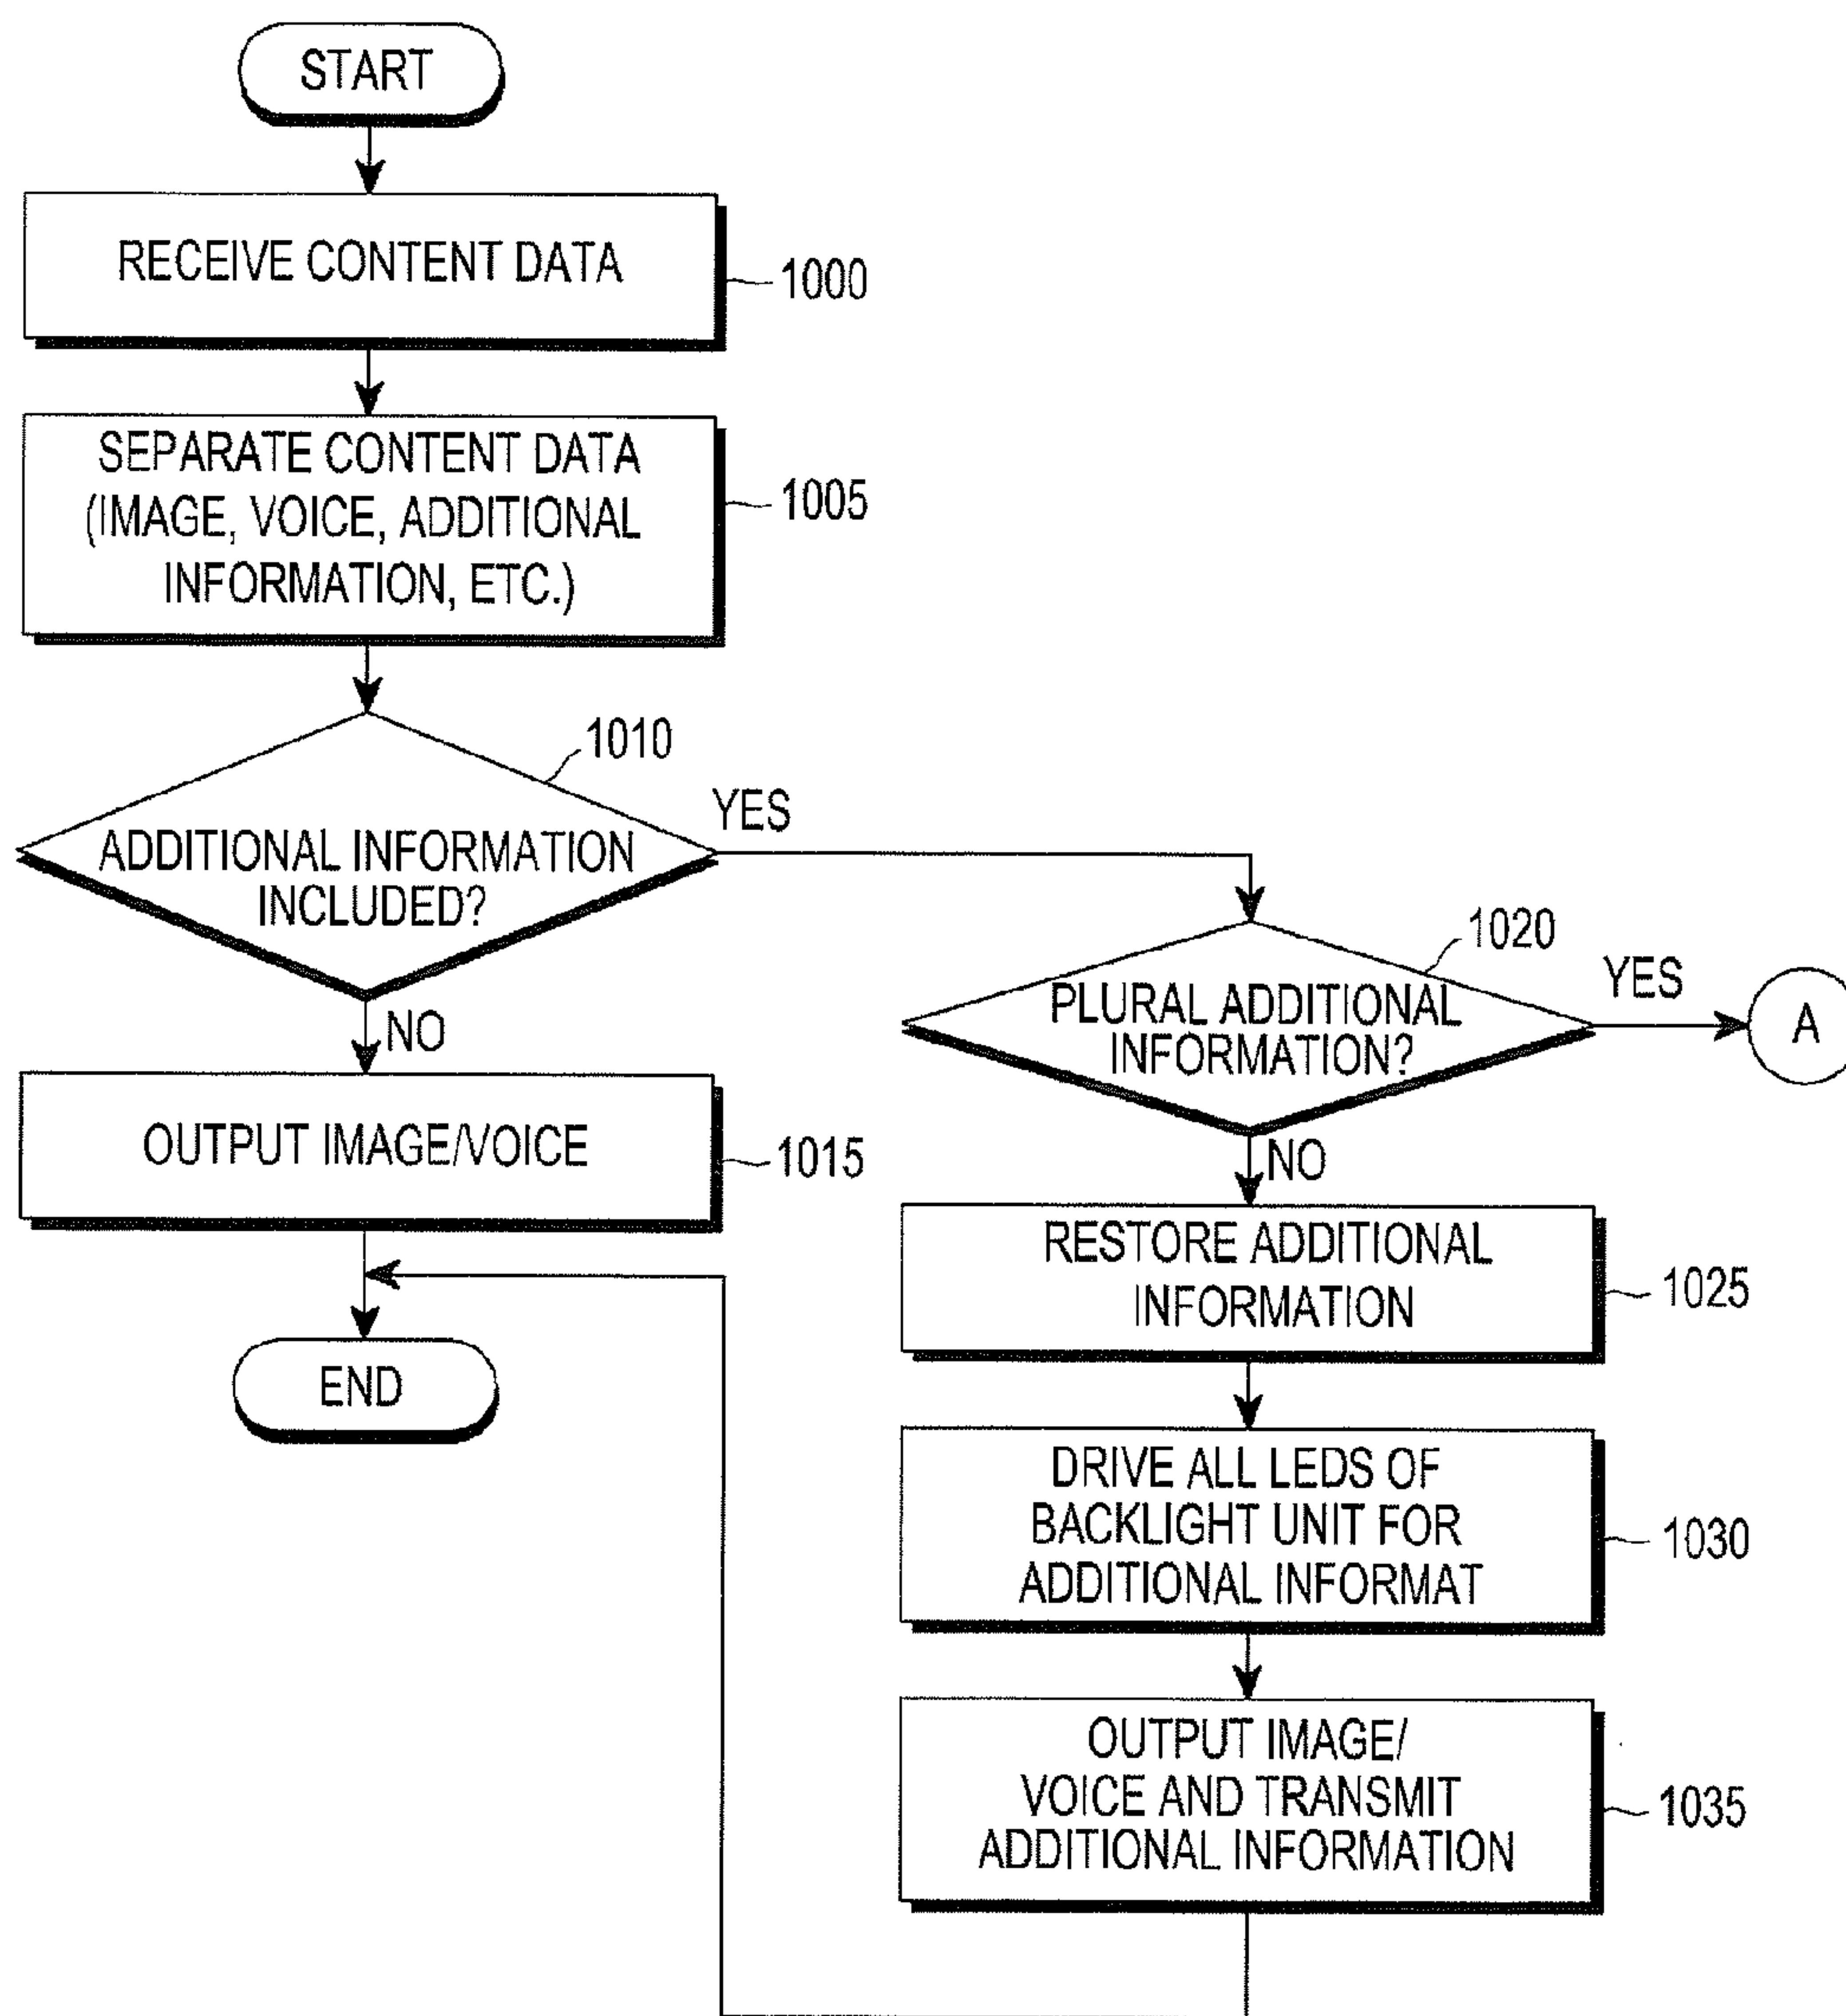 START
RECEIVE CONTENT DATA
1000
SEPARATE CONTENT DATA
(IMAGE, VOICE, ADDITIONAL
INFORMATION, ETC.)
1005
1010
ADDITIONAL INFORMATION
INCLUDED?
YES
NO
OUTPUT IMAGE/VOICE
1015
END
1020
PLURAL ADDITIONAL
INFORMATION?
YES
A
NO
RESTORE ADDITIONAL
INFORMATION
1025
DRIVE ALL LEDS OF
BACKLIGHT UNIT FOR
ADDITIONAL INFORMAT
1030
OUTPUT IMAGE/
VOICE AND TRANSMIT
ADDITIONAL INFORMATION
1035